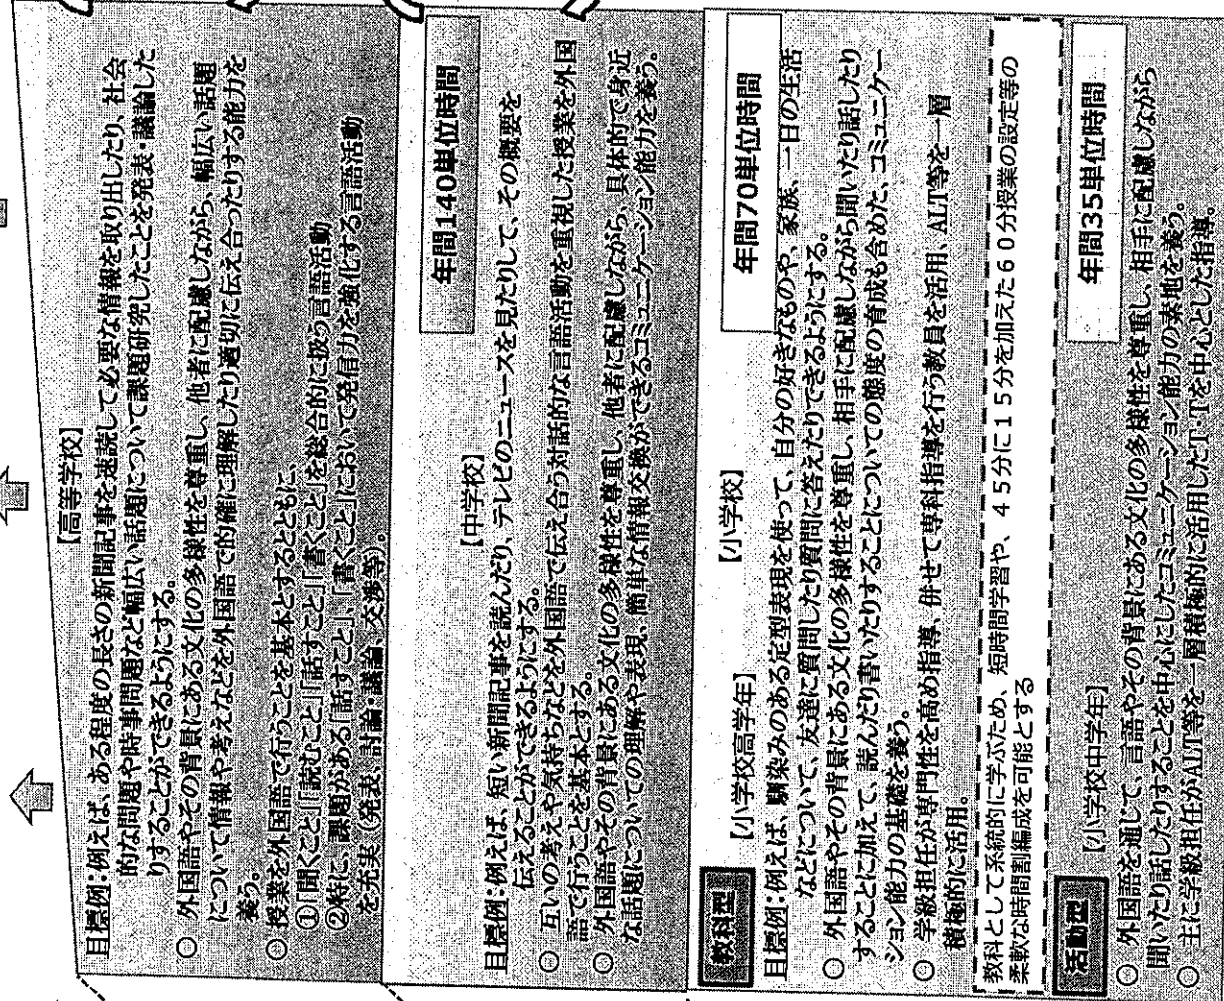 【高等学校】
目標例:例えば、ある程度の長さの新聞記事を速読して必要な情報を取り出したり、社会
的な問題や時事問題など幅広い話題について課題研究したことを発表・議論した
りすることができるようにする。
○ 外国語やその背景にある文化の多様性を尊重し、他者に配慮しながら、幅広い話題
について情報や考えなどを外国語で的確に理解したり適切に伝え合ったりする能力を
養う。
○ 授業を外国語で行うことを基本とするとともに、
①「聞くこと」「読むこと」「話すこと」「書くこと」を総合的に扱う言語活動
②特に、課題がある「話すこと」、「書くこと」において発信力を強化する言語活動
を充実(発表、討論・議論、交渉等)。
年間140単位時間
【中学校】
目標例:例えば、短い新聞記事を読んだり、テレビのニュースを見たりして、その概要を
伝えることができるようにする。
○ 互いの考えや気持ちなどを外国語で伝え合う対話的な言語活動を重視した授業を外国
語で行うことを基本とする。
○ 外国語やその背景にある文化の多様性を尊重し、他者に配慮しながら、具体的で身近
な話題についての理解や表現、簡単な情報交換ができるコミュニケーション能力を養う。
教科型
【小学校高学年】
【小学校】
年間70単位時間
目標例:例えば、馴染みのある定型表現を使って、自分の好きなものや、家族、一日の生活
などについて、友達に質問したり質問に答えたりできるようにする。
○ 外国語やその背景にある文化の多様性を尊重し、相手に配慮しながら聞いたり話したり
することに加えて、読んだり書いたりすることについての態度の育成も含めた、コミュニケー
ション能力の基礎を養う。
○ 学級担任が専門性を高め指導、併せて専科指導を行う教員を活用、ALT等を一層
積極的に活用。
教科として系統的に学ぶため、短時間学習や、45分に15分を加えた60分授業の設定等の
柔軟な時間割編成を可能とする
活動型
【小学校中学年】
年間35単位時間
○ 外国語を通じて、言語やその背景にある文化の多様性を尊重し、相手に配慮しながら
聞いたり話したりすることを中心にしたコミュニケーション能力の素地を養う。
○ 主に学級担任がALT等を一層積極的に活用したT・Tを中心とした指導。